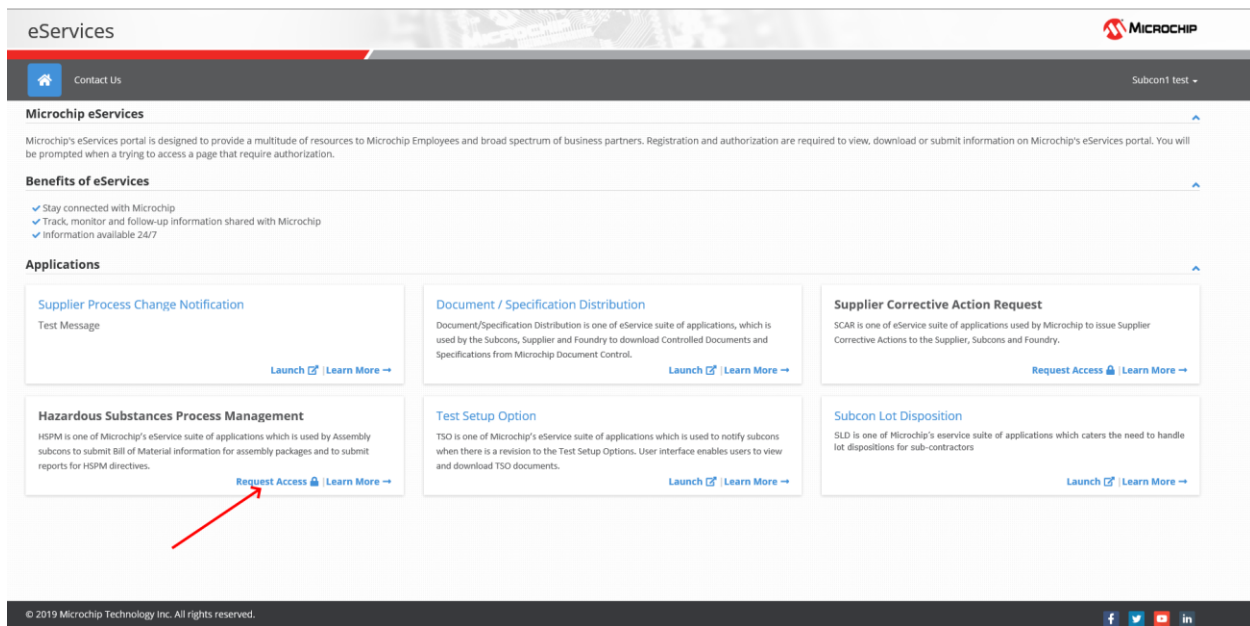 eServices
MICROCHIP
Contact Us
Subcon1 test
Microchip eServices
Microchip's eServices portal is designed to provide a multitude of resources to Microchip Employees and broad spectrum of business partners. Registration and authorization are required to view, download or submit information on Microchip's eServices portal. You will
be prompted when a trying to access a page that require authorization.
Benefits of eServices
Stay connected with Microchip
Track, monitor and follow-up information shared with Microchip
Information available 24/7
Applications
Supplier Process Change Notification
Test Message
Launch | Learn More →
Document / Specification Distribution
Document/Specification Distribution is one of eService suite of applications, which is
used by the Subcons, Supplier and Foundry to download Controlled Documents and
Specifications from Microchip Document Control.
Launch | Learn More →
Supplier Corrective Action Request
SCAR is one of eService suite of applications used by Microchip to issue Supplier
Corrective Actions to the Supplier, Subcons and Foundry.
Request Access | Learn More →
Hazardous Substances Process Management
HSPM is one of Microchip's eService suite of applications which is used by Assembly
subcons to submit Bill of Material information for assembly packages and to submit
reports for HSPM directives.
Request Access | Learn More →
Test Setup Option
TSO is one of Microchip's eService suite of applications which is used to notify subcons
when there is a revision to the Test Setup Options. User interface enables users to view
and download TSO documents.
Launch | Learn More →
Subcon Lot Disposition
SLD is one of Microchip's eservice suite of applications which caters the need to handle
lot dispositions for sub-contractors
Launch | Learn More →
© 2019 Microchip Technology Inc. All rights reserved.